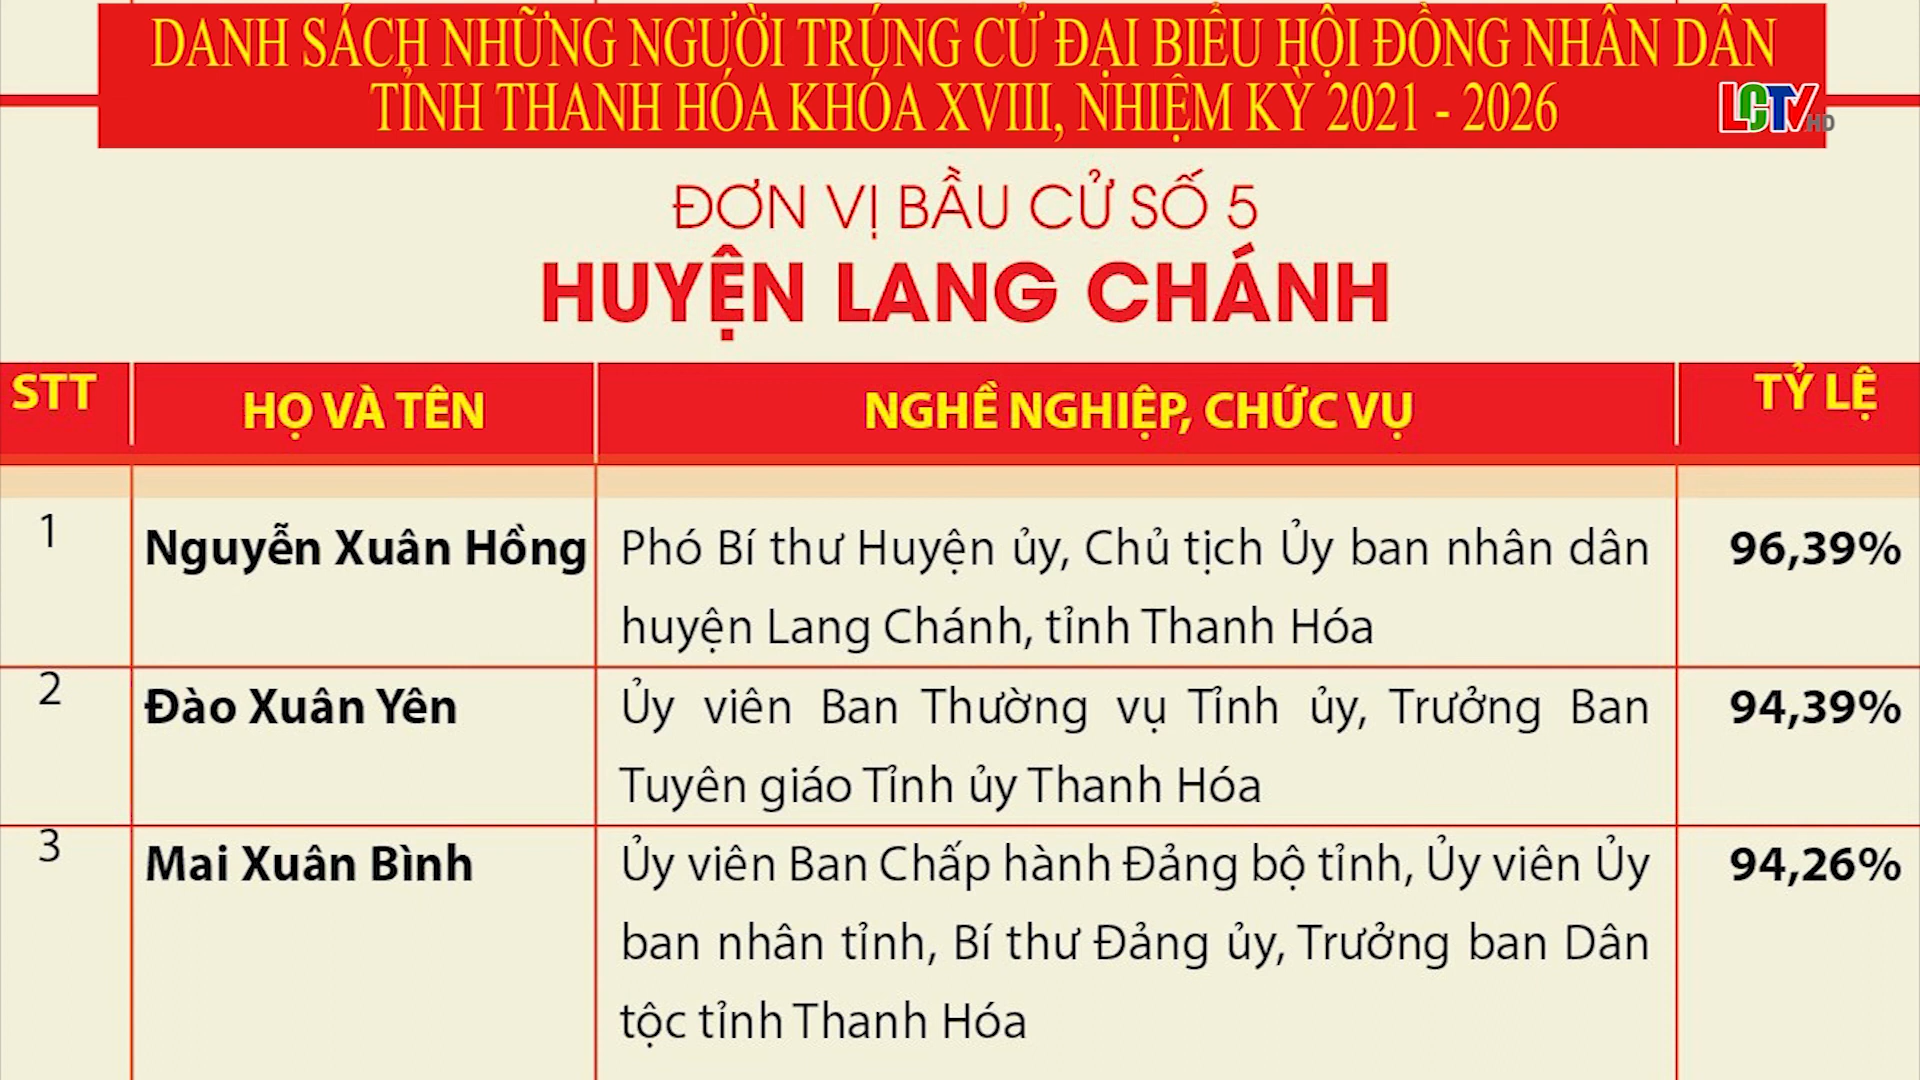 DANH SÁCH NHỮNG NGƯỜI TRÚNG CỬ ĐẠI BIỂU HỘI ĐỒNG NHÂN DÂN
TỈNH THANH HÓA KHÓA XVIII, NHIỆM KỲ 2021 - 2026
LCTV HD
ĐƠN VỊ BẦU CỬ SỐ 5
HUYỆN LANG CHÁNH
STT HỌ VÀ TÊN NGHỀ NGHIỆP, CHỨC VỤ TỶ LỆ
1 Nguyễn Xuân Hồng Phó Bí thư Huyện ủy, Chủ tịch Ủy ban nhân dân 96,39%
huyện Lang Chánh, tỉnh Thanh Hóa
2 Đào Xuân Yên Ủy viên Ban Thường vụ Tỉnh ủy, Trưởng Ban 94,39%
Tuyên giáo Tỉnh ủy Thanh Hóa
3 Mai Xuân Bình Ủy viên Ban Chấp hành Đảng bộ tỉnh, Ủy viên Ủy 94,26%
ban nhân tỉnh, Bí thư Đảng ủy, Trưởng ban Dân
tộc tỉnh Thanh Hóa